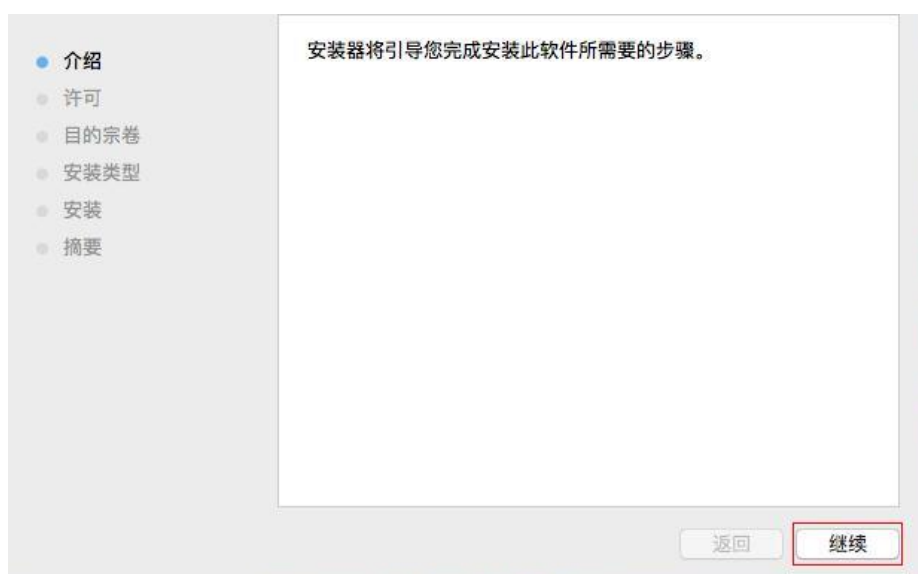 介绍
许可
目的宗卷
安装类型
安装
摘要
安装器将引导您完成安装此软件所需要的步骤。
返回
继续